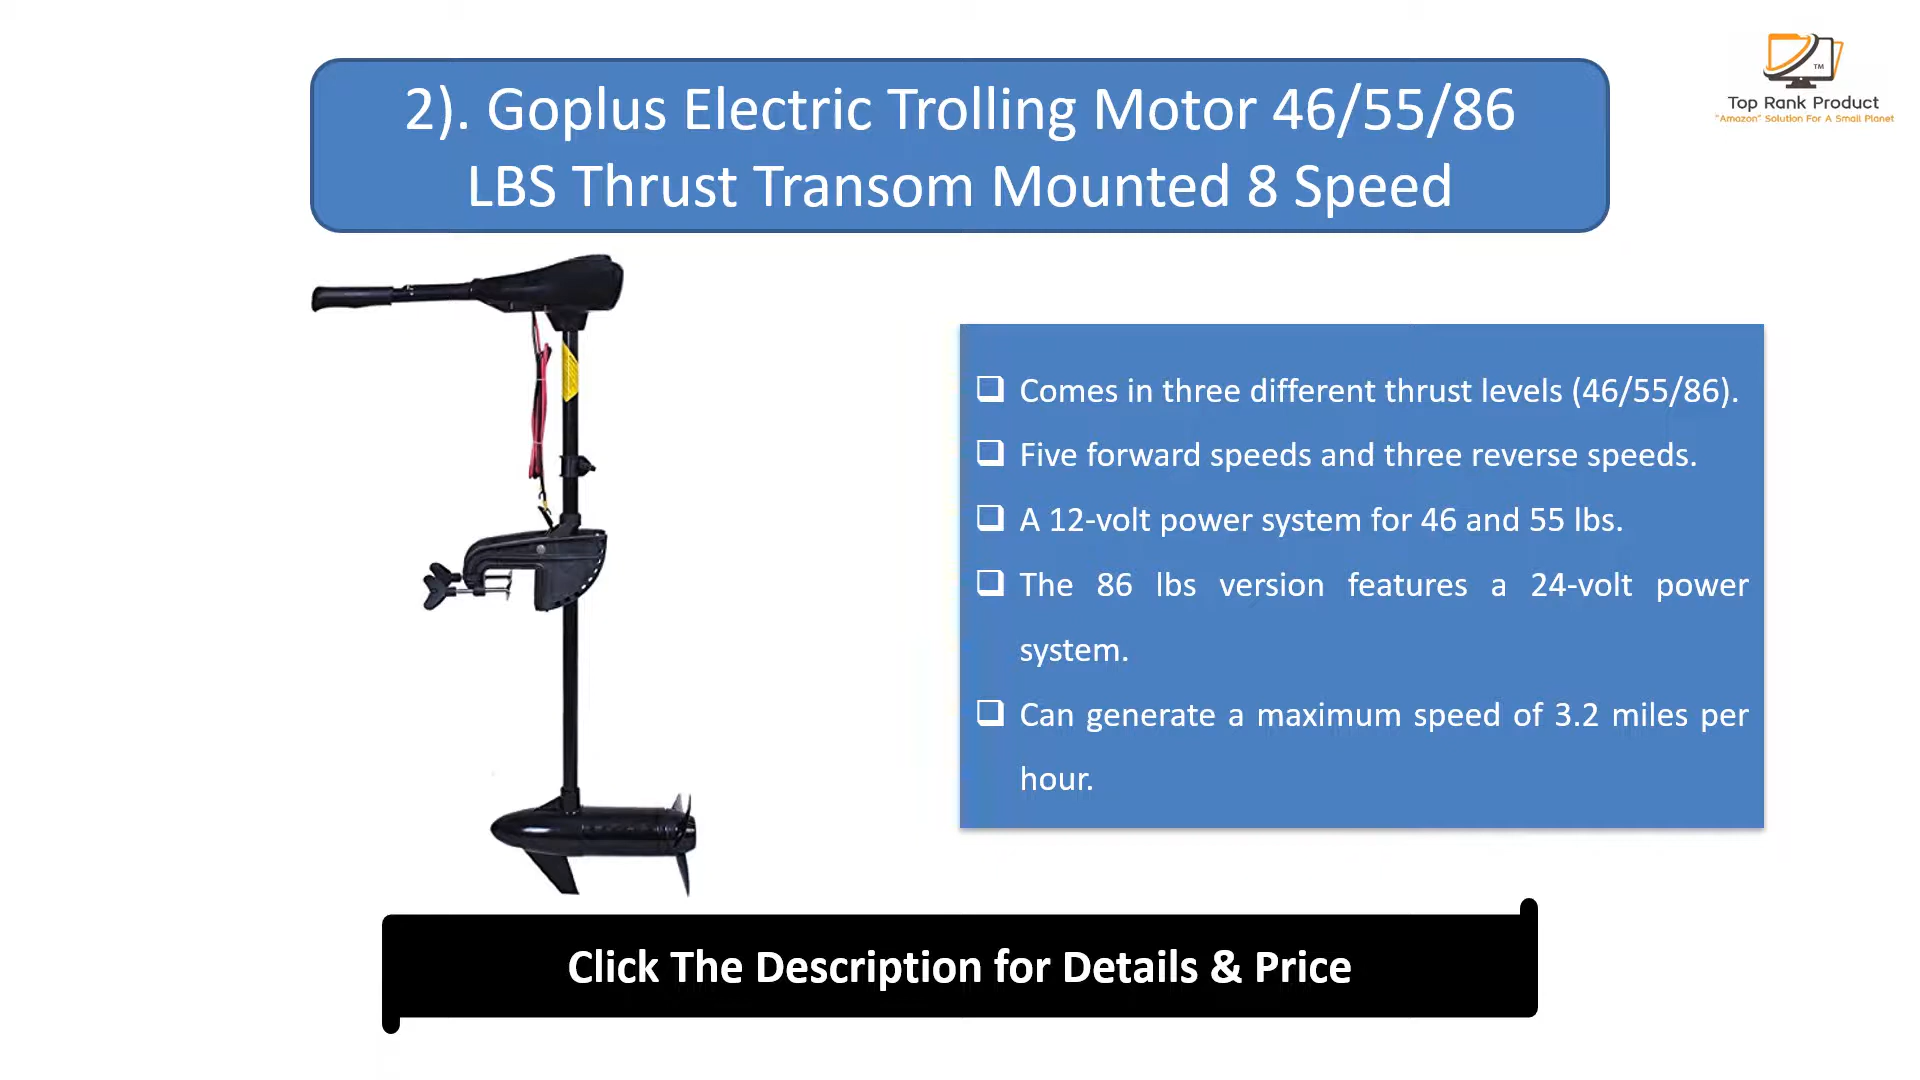 2). Goplus Electric Trolling Motor 46/55/86
LBS Thrust Transom Mounted 8 Speed
TM
Top Rank Product
"Amazon" Solution For A Small Planet
Comes in three different thrust levels (46/55/86).
Five forward speeds and three reverse speeds.
A 12-volt power system for 46 and 55 lbs.
The 86 lbs version features a 24-volt power
system.
Can generate a maximum speed of 3.2 miles per
hour.
Click The Description for Details & Price